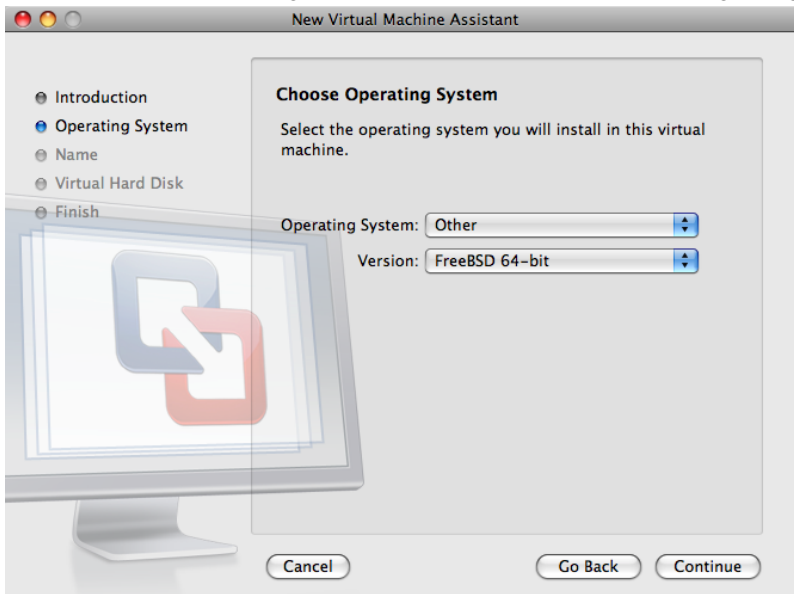 New Virtual Machine Assistant
Introduction
Operating System
Name
Virtual Hard Disk
Finish
Choose Operating System
Select the operating system you will install in this virtual
machine.
Operating System: Other
Version: FreeBSD 64-bit
Cancel
Go Back
Continue